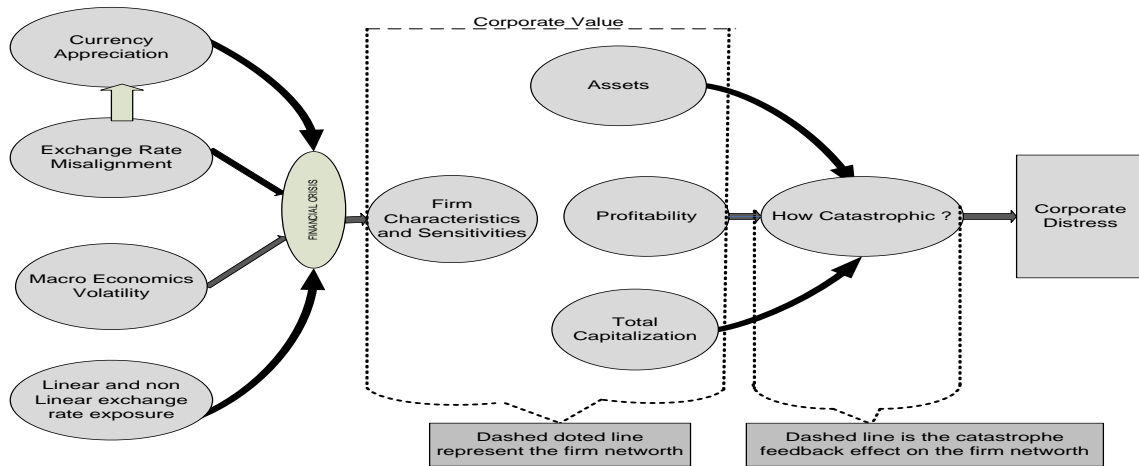 Corporate Value
Currency
Appreciation
Exchange Rate
Misalignment
Macro Economics
Volatility
Linear and non
Linear exchange
rate exposure
FINANCIAL CRISIS
Firm
Characteristics
and Sensitivities
Assets
Profitability
Total
Capitalization
How Catastrophic ?
Corporate
Distress
Dashed doted line
represent the firm networth
Dashed line is the catastrophe
feedback effect on the firm networth